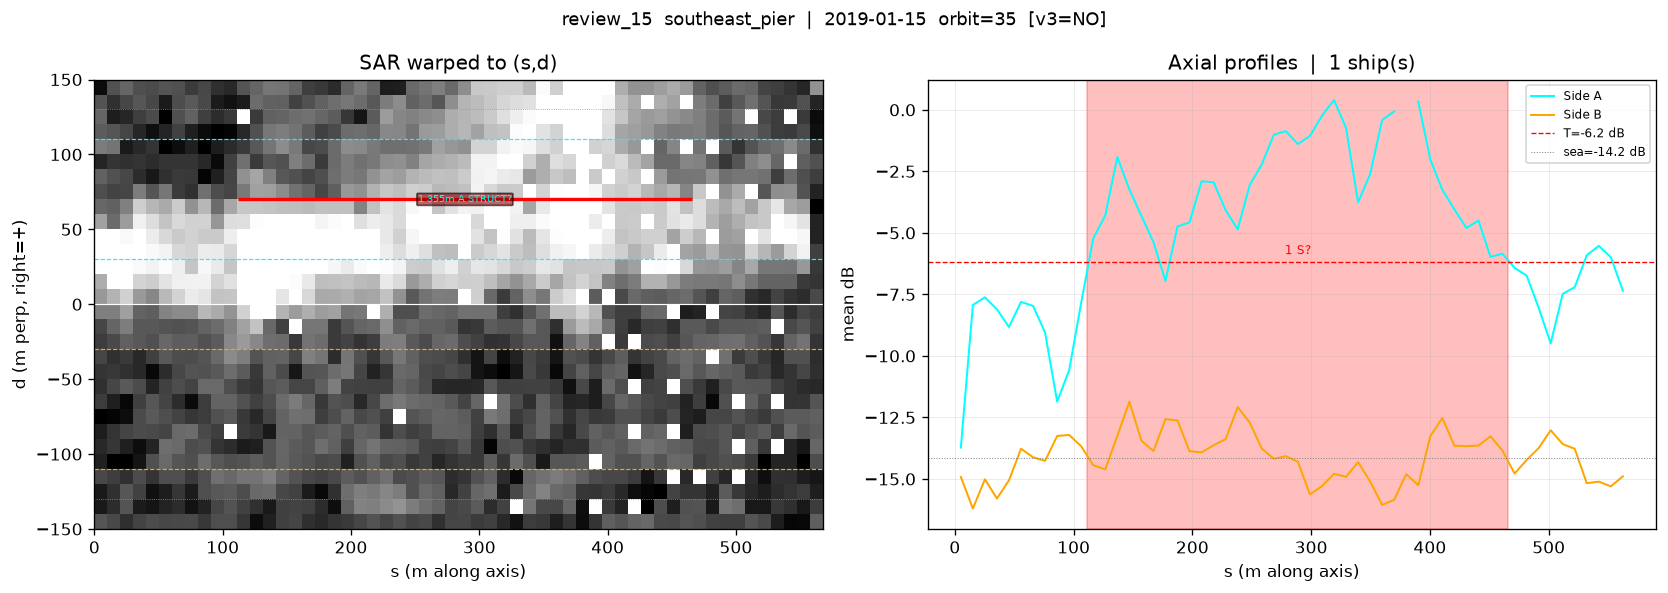 review_15  southeast_pier  |  2019-01-15  orbit=35  [v3=NO]
SAR warped to (s,d)
150
100
50
0
−50
−100
−150
d (m perp, right=+)
1 355m A STRUCT?
0
100
200
300
400
500
s (m along axis)
Axial profiles  |  1 ship(s)
0.0
−2.5
−5.0
−7.5
−10.0
−12.5
−15.0
mean dB
Side A
Side B
T=-6.2 dB
sea=-14.2 dB
1 S?
0
100
200
300
400
500
s (m along axis)